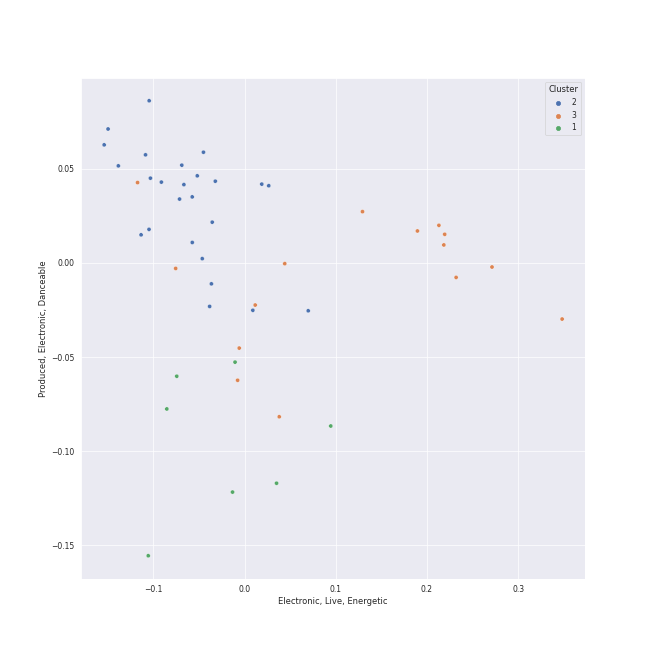 Cluster
2
3
1
0.05
0.00
−0.05
−0.10
−0.15
Produced, Electronic, Danceable
−0.1 0.0 0.1 0.2 0.3
Electronic, Live, Energetic